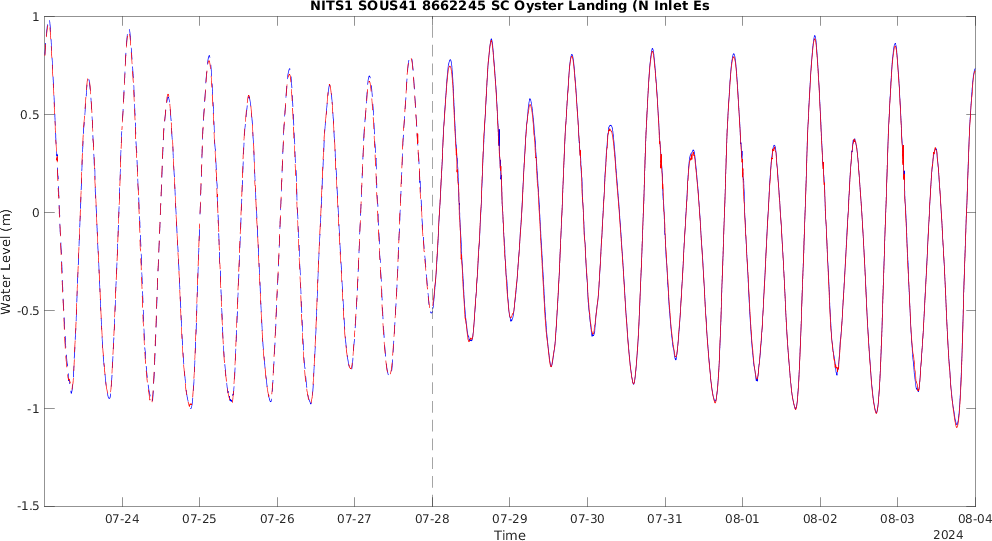 NITS1 SOUS41 8662245 SC Oyster Landing (N Inlet Es
1
0.5
0
-0.5
-1
-1.5
Water Level (m)
07-24 07-25 07-26 07-27 07-28 07-29 07-30 07-31 08-01 08-02 08-03 08-04
Time
2024